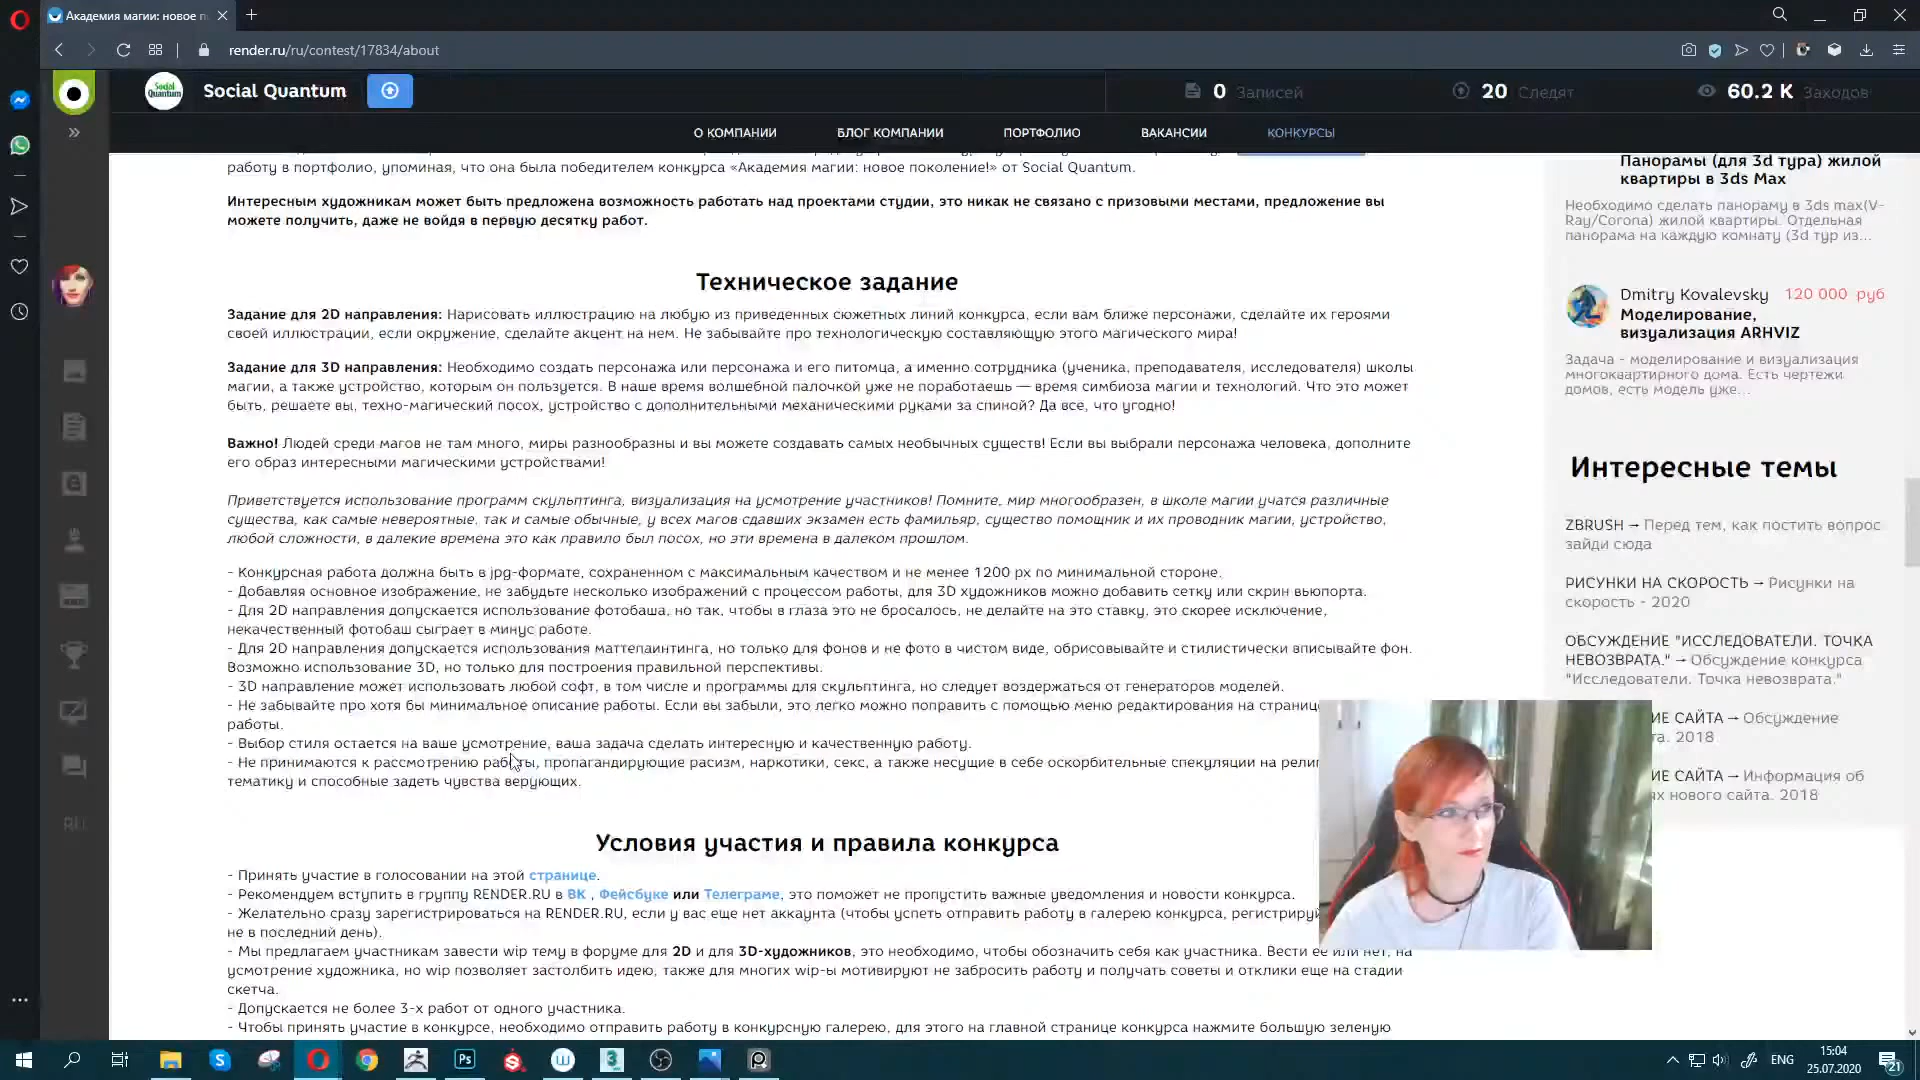 Академия магии: новое п
render.ru/ru/contest/17834/about
Social Quantum
Social Quantum
0 Записей
20 Следят
60.2 K Заходов
О КОМПАНИИ
БЛОГ КОМПАНИИ
ПОРТФОЛИО
ВАКАНСИИ
КОНКУРСЫ
работу в портфолио, упоминая, что она была победителем конкурса «Академия магии: новое поколение!» от Social Quantum.
Интересным художникам может быть предложена возможность работать над проектами студии, это никак не связано с призовыми местами, предложение вы
можете получить, даже не войдя в первую десятку работ.
Техническое задание
Задание для 2D направления: Нарисовать иллюстрацию на любую из приведенных сюжетных линий конкурса, если вам ближе персонажи, сделайте их героями
своей иллюстрации, если окружение, сделайте акцент на нем. Не забывайте про технологическую составляющую этого магического мира!
Задание для 3D направления: Необходимо создать персонажа или персонажа и его питомца, а именно сотрудника (ученика, преподавателя, исследователя) школы
магии, а также устройство, которым он пользуется. В наше время волшебной палочкой уже не поработаешь — время симбиоза магии и технологий. Что это может
быть, решаете вы, техно-магический посох, устройство с дополнительными механическими руками за спиной? Да все, что угодно!
Важно! Людей среди магов не там много, миры разнообразны и вы можете создавать самых необычных существ! Если вы выбрали персонажа человека, дополните
его образ интересными магическими устройствами!
Приветствуется использование программ скульптинга, визуализация на усмотрение участников! Помните, мир многообразен, в школе магии учатся различные
существа, как самые невероятные, так и самые обычные, у всех магов сдавших экзамен есть фамильяр, существо помощник и их проводник магии, устройство,
любой сложности, в далекие времена это как правило был посох, но эти времена в далеком прошлом.
- Конкурсная работа должна быть в jpg-формате, сохраненном с максимальным качеством и не менее 1200 px по минимальной стороне.
- Добавляя основное изображение, не забудьте несколько изображений с процессом работы, для 3D художников можно добавить сетку или скрин вьюпорта.
- Для 2D направления допускается использование фотобаша, но так, чтобы в глаза это не бросалось, не делайте на это ставку, это скорее исключение,
некачественный фотобаш сыграет в минус работе.
- Для 2D направления допускается использования маттепаинтинга, но только для фонов и не фото в чистом виде, обрисовывайте и стилистически вписывайте фон.
Возможно использование 3D, но только для построения правильной перспективы.
- 3D направление может использовать любой софт, в том числе и программы для скульптинга, но следует воздержаться от генераторов моделей.
- Не забывайте про хотя бы минимальное описание работы. Если вы забыли, это легко можно поправить с помощью меню редактирования на странице
работы.
- Выбор стиля остается на ваше усмотрение, ваша задача сделать интересную и качественную работу.
- Не принимаются к рассмотрению работы, пропагандирующие расизм, наркотики, секс, а также несущие в себе оскорбительные спекуляции на рели
тематику и способные задеть чувства верующих.
Условия участия и правила конкурса
- Принять участие в голосовании на этой странице.
- Рекомендуем вступить в группу RENDER.RU в ВК , Фейсбуке или Телеграме, это поможет не пропустить важные уведомления и новости конкурса.
- Желательно сразу зарегистрироваться на RENDER.RU, если у вас еще нет аккаунта (чтобы успеть отправить работу в галерею конкурса, регистрируй
не в последний день).
- Мы предлагаем участникам завести wip тему в форуме для 2D и для 3D-художников, это необходимо, чтобы обозначить себя как участника. Вести ее или нет, на
усмотрение художника, но wip позволяет застолбить идею, также для многих wip-ы мотивируют не забросить работу и получать советы и отклики еще на стадии
скетча.
- Допускается не более 3-х работ от одного участника.
- Чтобы принять участие в конкурсе, необходимо отправить работу в конкурсную галерею, для этого на главной странице конкурса нажмите большую зеленую
Панорамы (для 3d тура) жилой
квартиры в 3ds Max
Необходимо сделать панораму в 3ds max(V-
Ray/Corona) жилой квартиры. Отдельная
панорама на каждую комнату (3d тур из...
Dmitry Kovalevsky 120 000 руб
Моделирование,
визуализация ARHVIZ
Задача - моделирование и визуализация
многоквартирного дома. Есть чертежи
домов, есть модель уже...
Интересные темы
ZBRUSH → Перед тем, как постить вопрос
зайди сюда
РИСУНКИ НА СКОРОСТЬ → Рисунки на
скорость - 2020
ОБСУЖДЕНИЕ "ИССЛЕДОВАТЕЛИ. ТОЧКА
НЕВОЗВРАТА." → Обсуждение конкурса
"Исследователи. Точка невозврата."
ИЕ САЙТА → Обсуждение
та. 2018
ИЕ САЙТА → Информация об
ях нового сайта. 2018
RU
ENG
15:04
25.07.2020
21